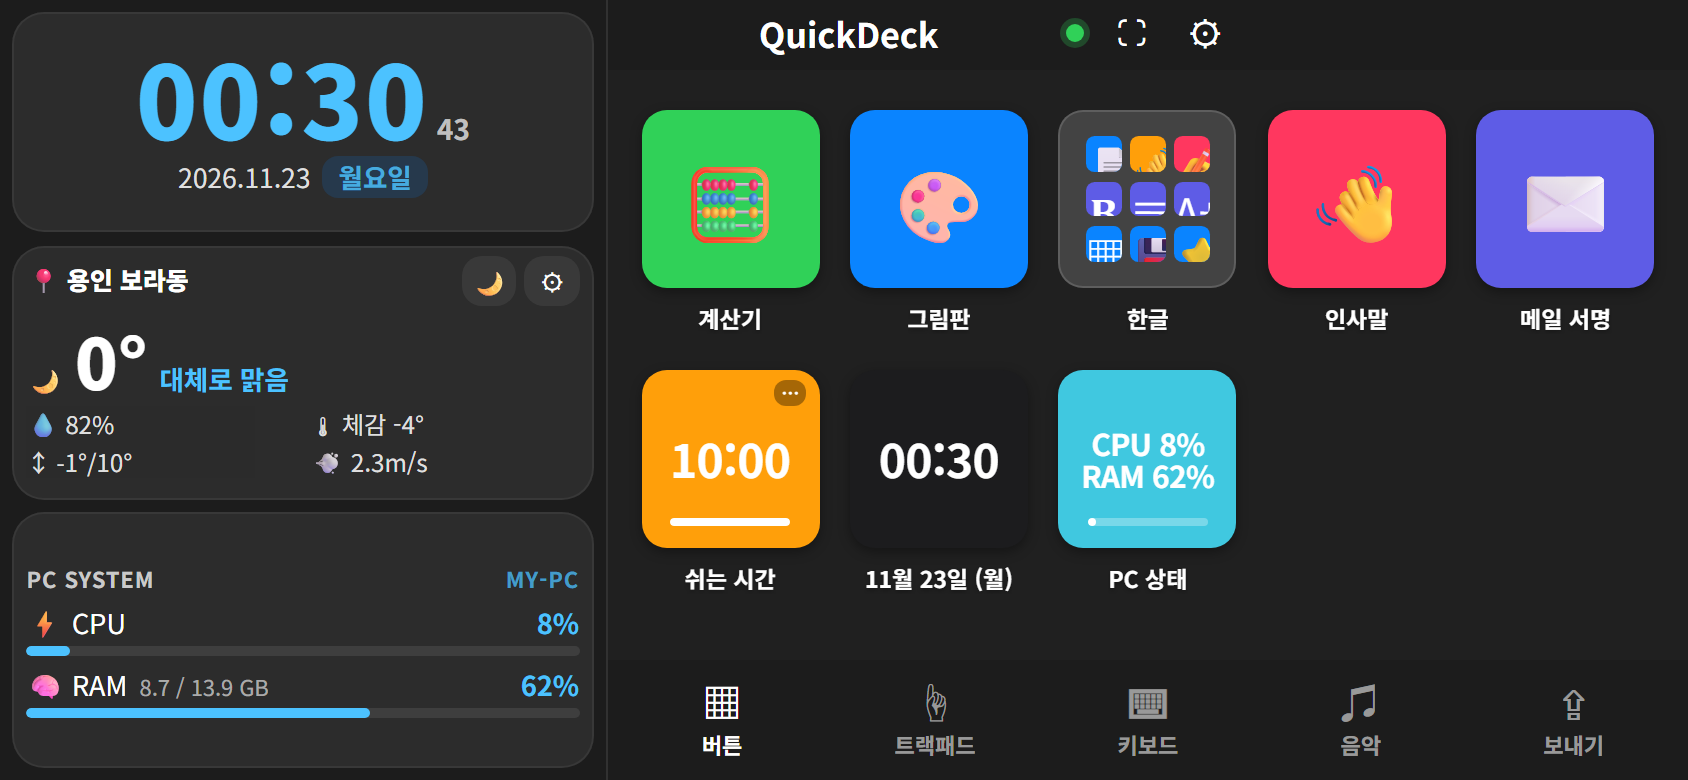 00:30 43
2026.11.23 월요일
용인 보라동
0° 대체로 맑음
82% 체감 -4°
-1°/10° 2.3m/s
PC SYSTEM MY-PC
CPU 8%
RAM 8.7 / 13.9 GB 62%
QuickDeck
계산기 그림판 한글 인사말 메일 서명
10:00 00:30 CPU 8%
RAM 62%
쉬는 시간 11월 23일 (월) PC 상태
버튼 트랙패드 키보드 음악 보내기